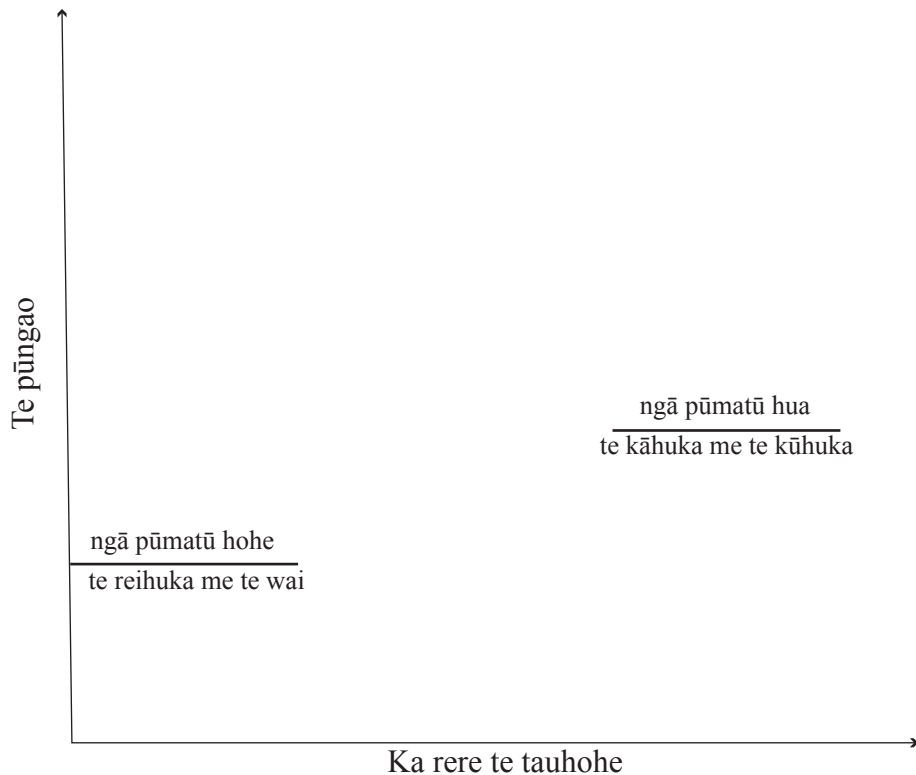 Te pūngao
ngā pūmatū hua
te kāhuka me te kūhuka
ngā pūmatū hohe
te reihuka me te wai
Ka rere te tauhohe